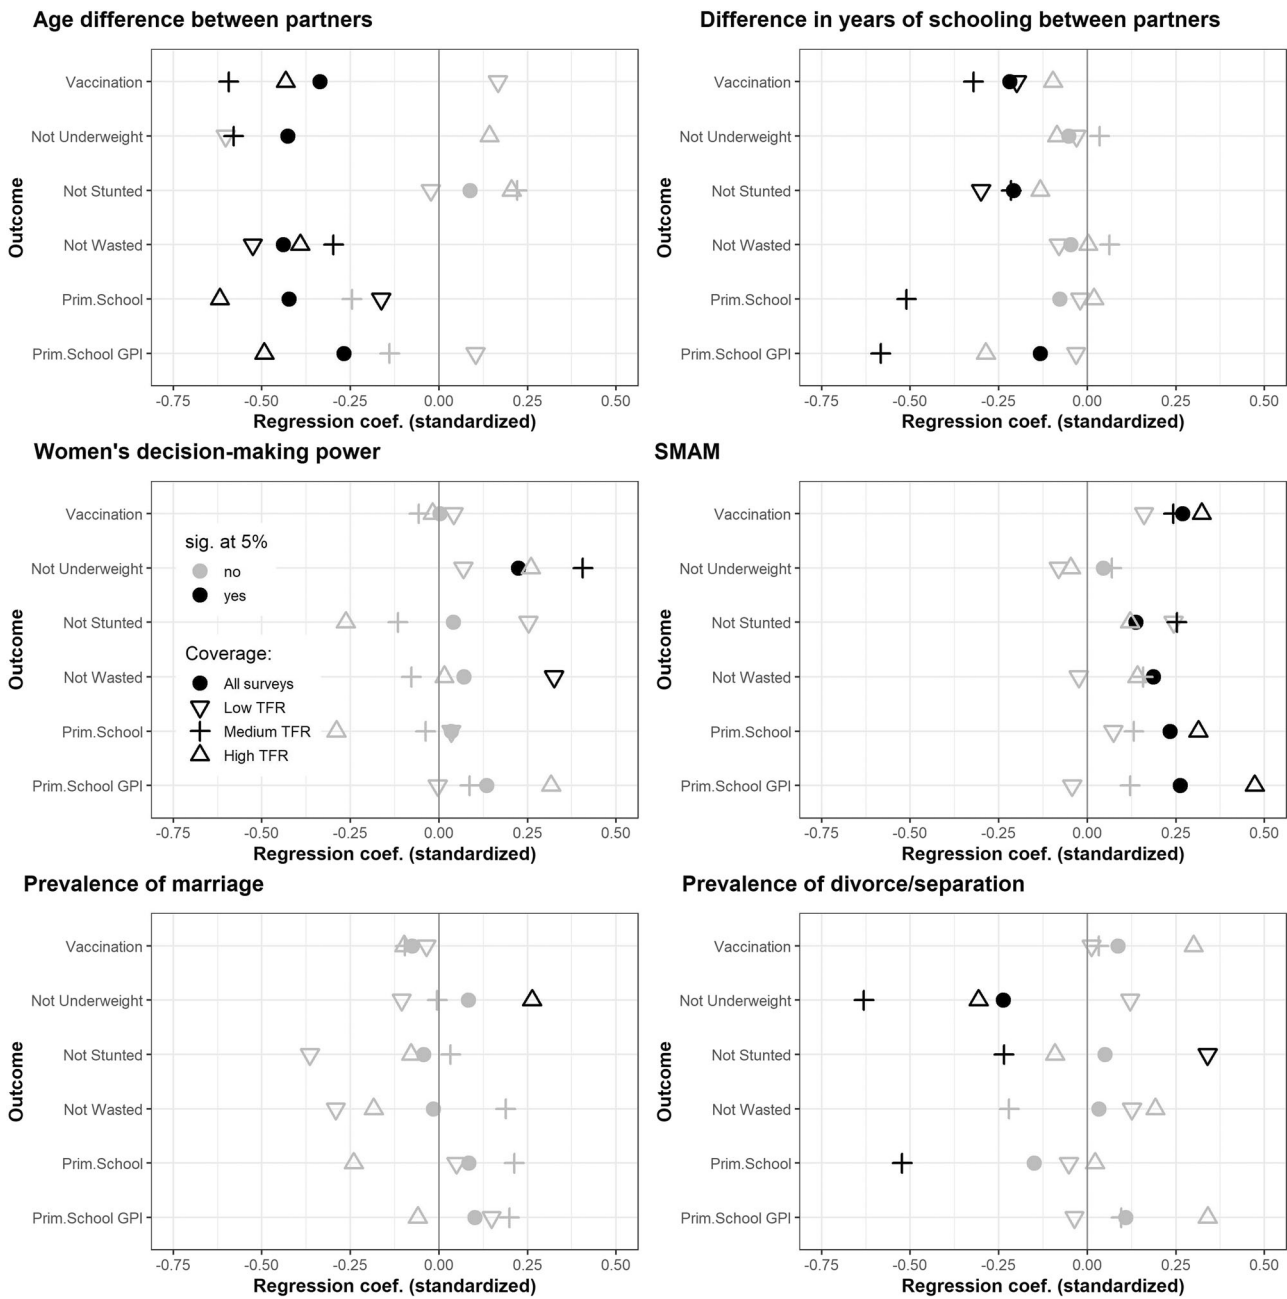 Age difference between partners
Difference in years of schooling between partners
Outcome
Vaccination
Not Underweight
Not Stunted
Not Wasted
Prim.School
Prim.School GPI
-0.75 -0.50 -0.25 0.00 0.25 0.50
Regression coef. (standardized)
Outcome
Vaccination
Not Underweight
Not Stunted
Not Wasted
Prim.School
Prim.School GPI
-0.75 -0.50 -0.25 0.00 0.25 0.50
Regression coef. (standardized)
Women's decision-making power
SMAM
Outcome
Vaccination
Not Underweight
Not Stunted
Not Wasted
Prim.School
Prim.School GPI
sig. at 5%
no
yes
Coverage:
All surveys
Low TFR
Medium TFR
High TFR
-0.75 -0.50 -0.25 0.00 0.25 0.50
Regression coef. (standardized)
Outcome
Vaccination
Not Underweight
Not Stunted
Not Wasted
Prim.School
Prim.School GPI
-0.75 -0.50 -0.25 0.00 0.25 0.50
Regression coef. (standardized)
Prevalence of marriage
Prevalence of divorce/separation
Outcome
Vaccination
Not Underweight
Not Stunted
Not Wasted
Prim.School
Prim.School GPI
-0.75 -0.50 -0.25 0.00 0.25 0.50
Regression coef. (standardized)
Outcome
Vaccination
Not Underweight
Not Stunted
Not Wasted
Prim.School
Prim.School GPI
-0.75 -0.50 -0.25 0.00 0.25 0.50
Regression coef. (standardized)